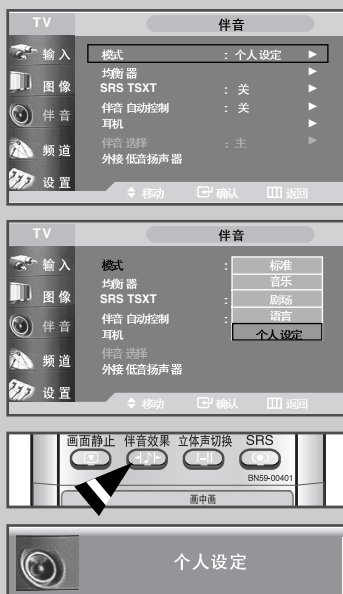 TV 伴音
输入
图像
伴音
频道
设置
模式 : 个人设定 ►
均衡器 ►
SRS TSXT : 关 ►
伴音 自动控制 : 关 ►
耳机 ►
伴音 选择 : 主 ►
外接 低音扬声器
移动 确认 返回
TV 伴音
输入
图像
伴音
频道
设置
模式 : 标准
均衡器 音乐
SRS TSXT : 剧场
伴音 自动控制 : 语言
耳机 个人设定
伴音 选择
外接 低音扬声器
移动 确认 返回
画面静止 伴音效果 立体声切换 SRS
BN59-00401
画中画
个人设定